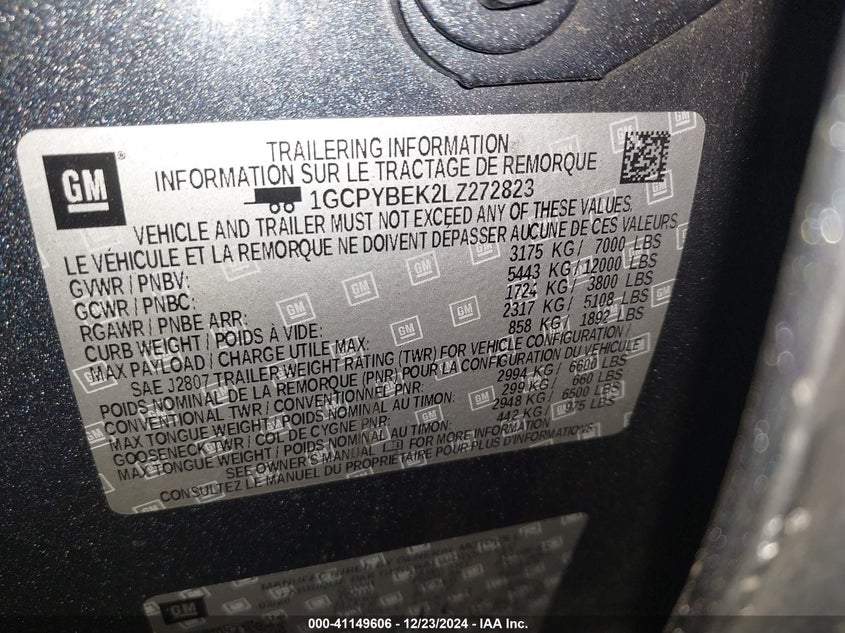 GM
TRAILERING INFORMATION
INFORMATION SUR LE TRACTAGE DE REMORQUE
1GCPYBEK2LZ272823
VEHICLE AND TRAILER MUST NOT EXCEED ANY OF THESE VALUES
LE VÉHICULE ET LA REMORQUE NE DOIVENT DÉPASSER AUCUNE DE CES VALEURS
GVWR / PNBV: 3175 KG / 7000 LBS
GCWR / PNBC: 5443 KG / 12000 LBS
RGAWR / PNBE ARR: 1724 KG / 3800 LBS
CURB WEIGHT / POIDS À VIDE: 2317 KG / 5108 LBS
MAX PAYLOAD / CHARGE UTILE MAX: 858 KG / 1892 LBS
SAE J2807 TRAILER WEIGHT RATING (TWR) FOR VEHICLE CONFIGURATION /
POIDS NOMINAL DE LA REMORQUE (PNR) POUR LA CONFIGURATION DU VÉHICULE
CONVENTIONAL TWR / CONVENTIONNEL PNR: 2994 KG / 6600 LBS
MAX TONGUE WEIGHT / POIDS NOMINAL AU TIMON: 299 KG / 660 LBS
GOOSENECK TWR / COL DE CYGNE PNR: 2948 KG / 6500 LBS
MAX TONGUE WEIGHT / POIDS NOMINAL AU TIMON: 442 KG / 975 LBS
SEE OWNER'S MANUAL FOR MORE INFORMATION
CONSULTEZ LE MANUEL DU PROPRIÉTAIRE POUR PLUS D'INFORMATIONS
GM
000-41149606 - 12/23/2024 - IAA Inc.